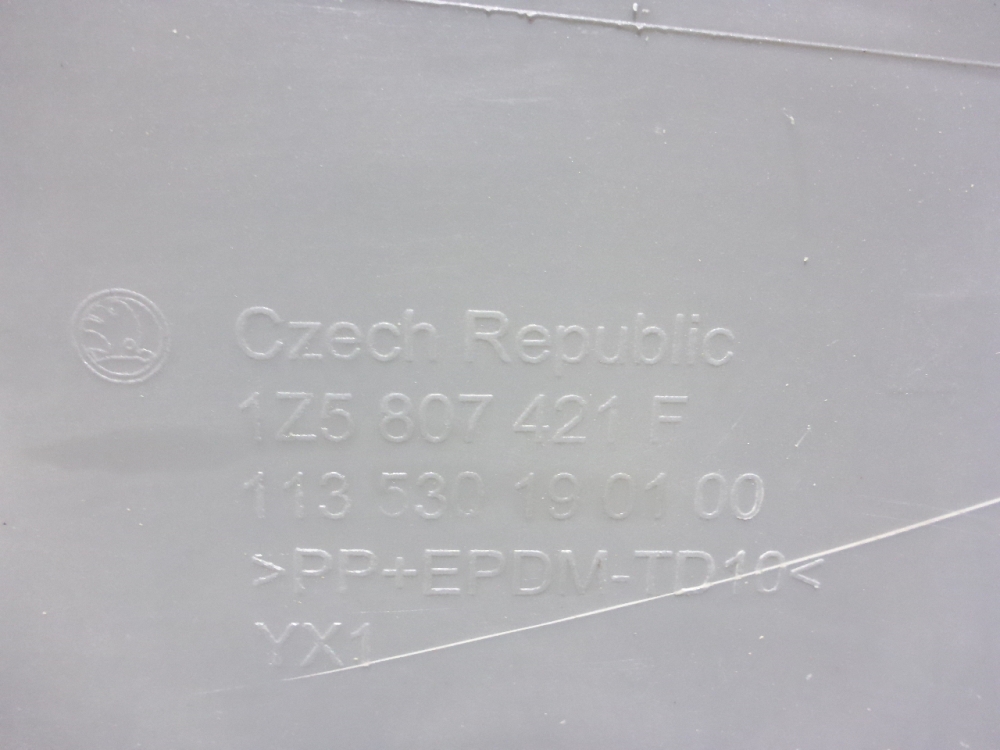 Czech Republic
1Z5 807 421 F
113 530 19 01 00
>PP+EPDM-TD10<
YX1